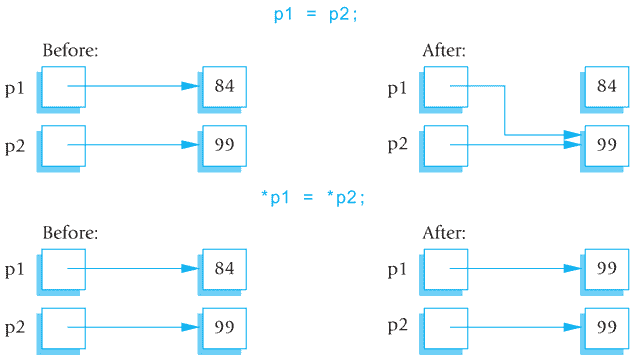 p1 = p2;
Before: After:
p1 84 p1 84
p2 99 p2 99
*p1 = *p2;
Before: After:
p1 84 p1 99
p2 99 p2 99